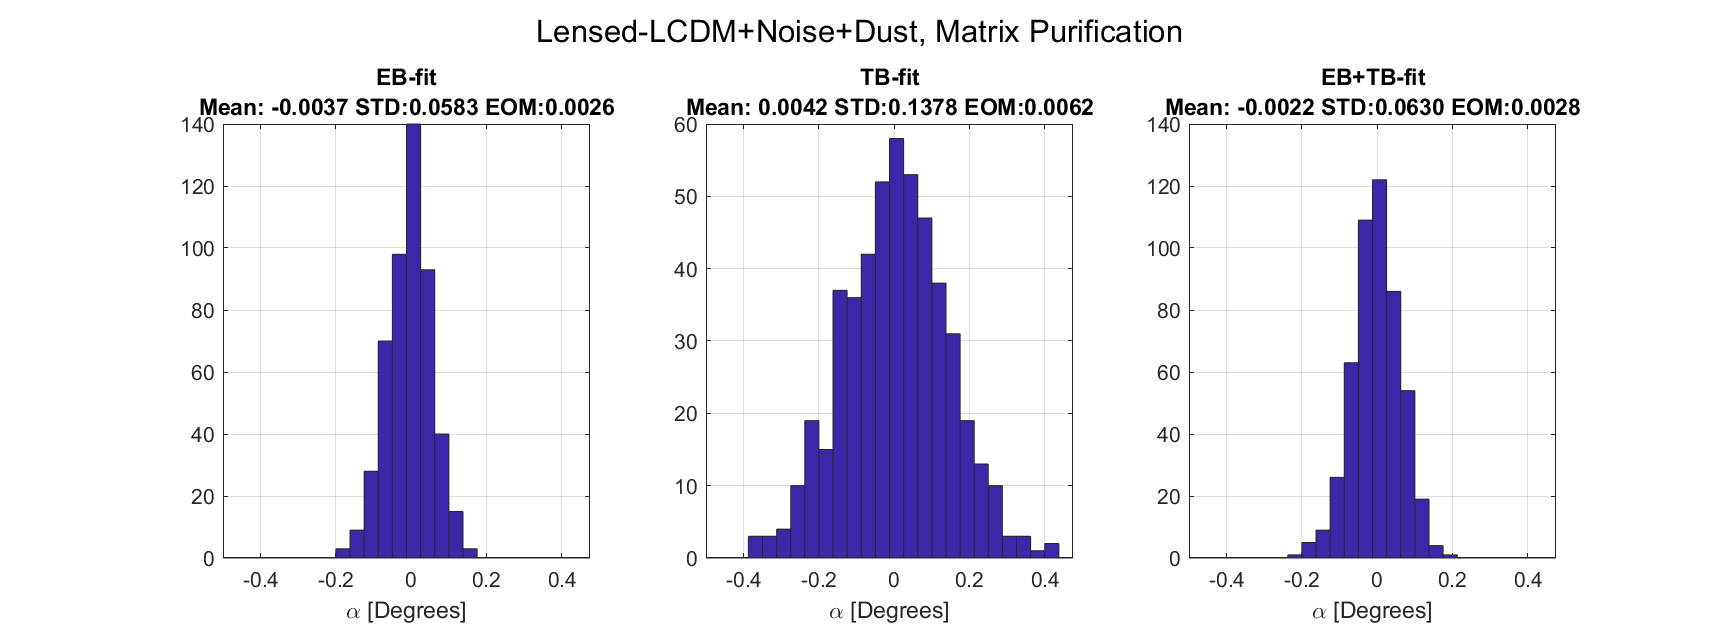 Lensed-LCDM+Noise+Dust, Matrix Purification
EB-fit
Mean: -0.0037 STD:0.0583 EOM:0.0026
140
120
100
80
60
40
20
0
-0.4 -0.2 0 0.2 0.4
α [Degrees]
TB-fit
Mean: 0.0042 STD:0.1378 EOM:0.0062
60
50
40
30
20
10
0
-0.4 -0.2 0 0.2 0.4
α [Degrees]
EB+TB-fit
Mean: -0.0022 STD:0.0630 EOM:0.0028
140
120
100
80
60
40
20
0
-0.4 -0.2 0 0.2 0.4
α [Degrees]